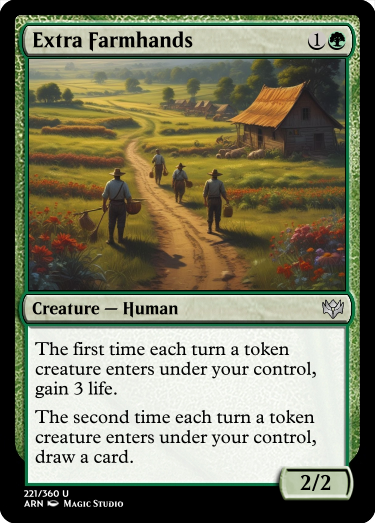 Extra Farmhands 1
Creature — Human
The first time each turn a token
creature enters under your control,
gain 3 life.
The second time each turn a token
creature enters under your control,
draw a card.
2/2
221/360 U
ARN Magic Studio